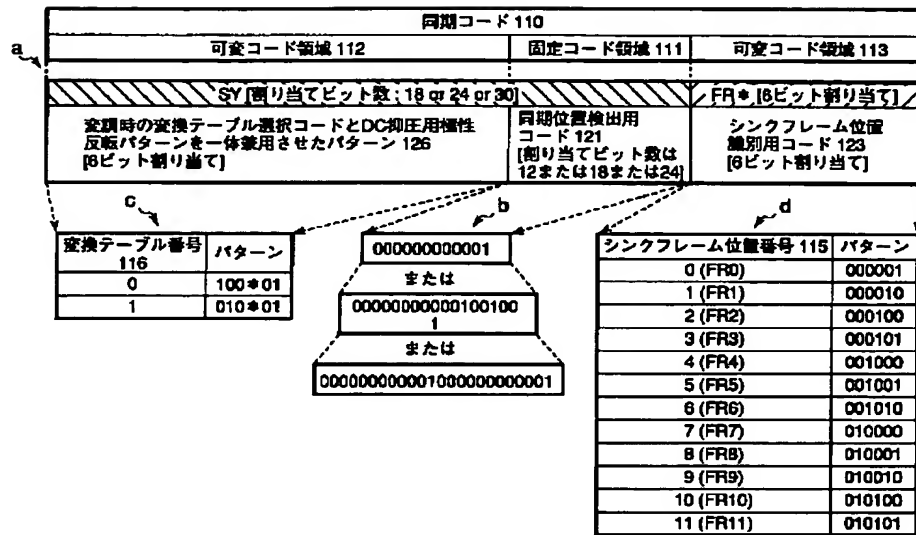 同期コード 110
a
可変コード領域 112
固定コード領域 111
可変コード領域 113
SY [割り当てビット数:18 or 24 or 30]
FR* [6ビット割り当て]
変調時の変換テーブル選択コードとDC抑圧用極性
反転パターンを一体兼用させたパターン 126
[6ビット割り当て]
同期位置検出用
コード 121
[割り当てビット数は
12または18または24]
シンクフレーム位置
識別用コード 123
[6ビット割り当て]
c
変換テーブル番号
116
パターン
0 100*01
1 010*01
b
000000000001
または
00000000000100100
1
または
000000000001000000000001
d
シンクフレーム位置番号 115 パターン
0 (FR0) 000001
1 (FR1) 000010
2 (FR2) 000100
3 (FR3) 000101
4 (FR4) 001000
5 (FR5) 001001
6 (FR6) 001010
7 (FR7) 010000
8 (FR8) 010001
9 (FR9) 010010
10 (FR10) 010100
11 (FR11) 010101